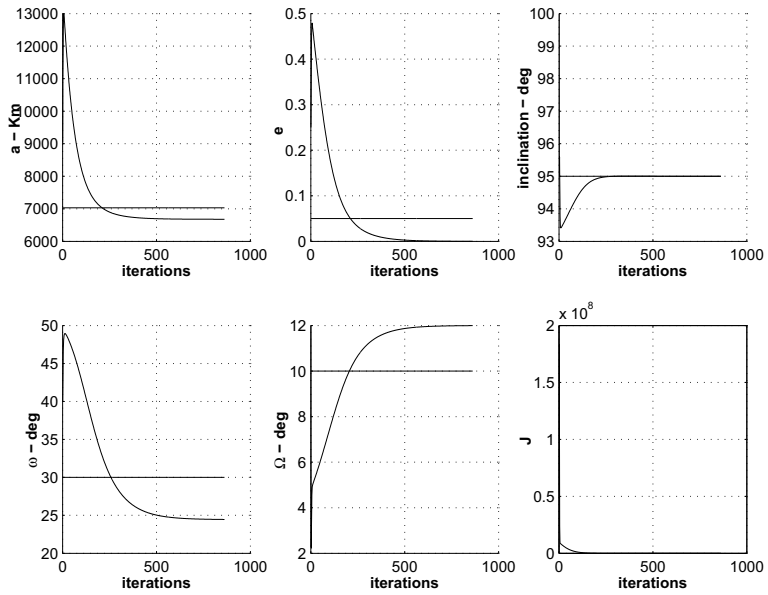 13000
12000
11000
10000
9000
8000
7000
6000
a − Km
0 500 1000
iterations
0.5
0.4
0.3
0.2
0.1
0
e
0 500 1000
iterations
100
99
98
97
96
95
94
93
inclination − deg
0 500 1000
iterations
50
45
40
35
30
25
20
ω − deg
0 500 1000
iterations
12
10
8
6
4
2
Ω − deg
0 500 1000
iterations
x 10^8
2
1.5
1
0.5
0
J
0 500 1000
iterations